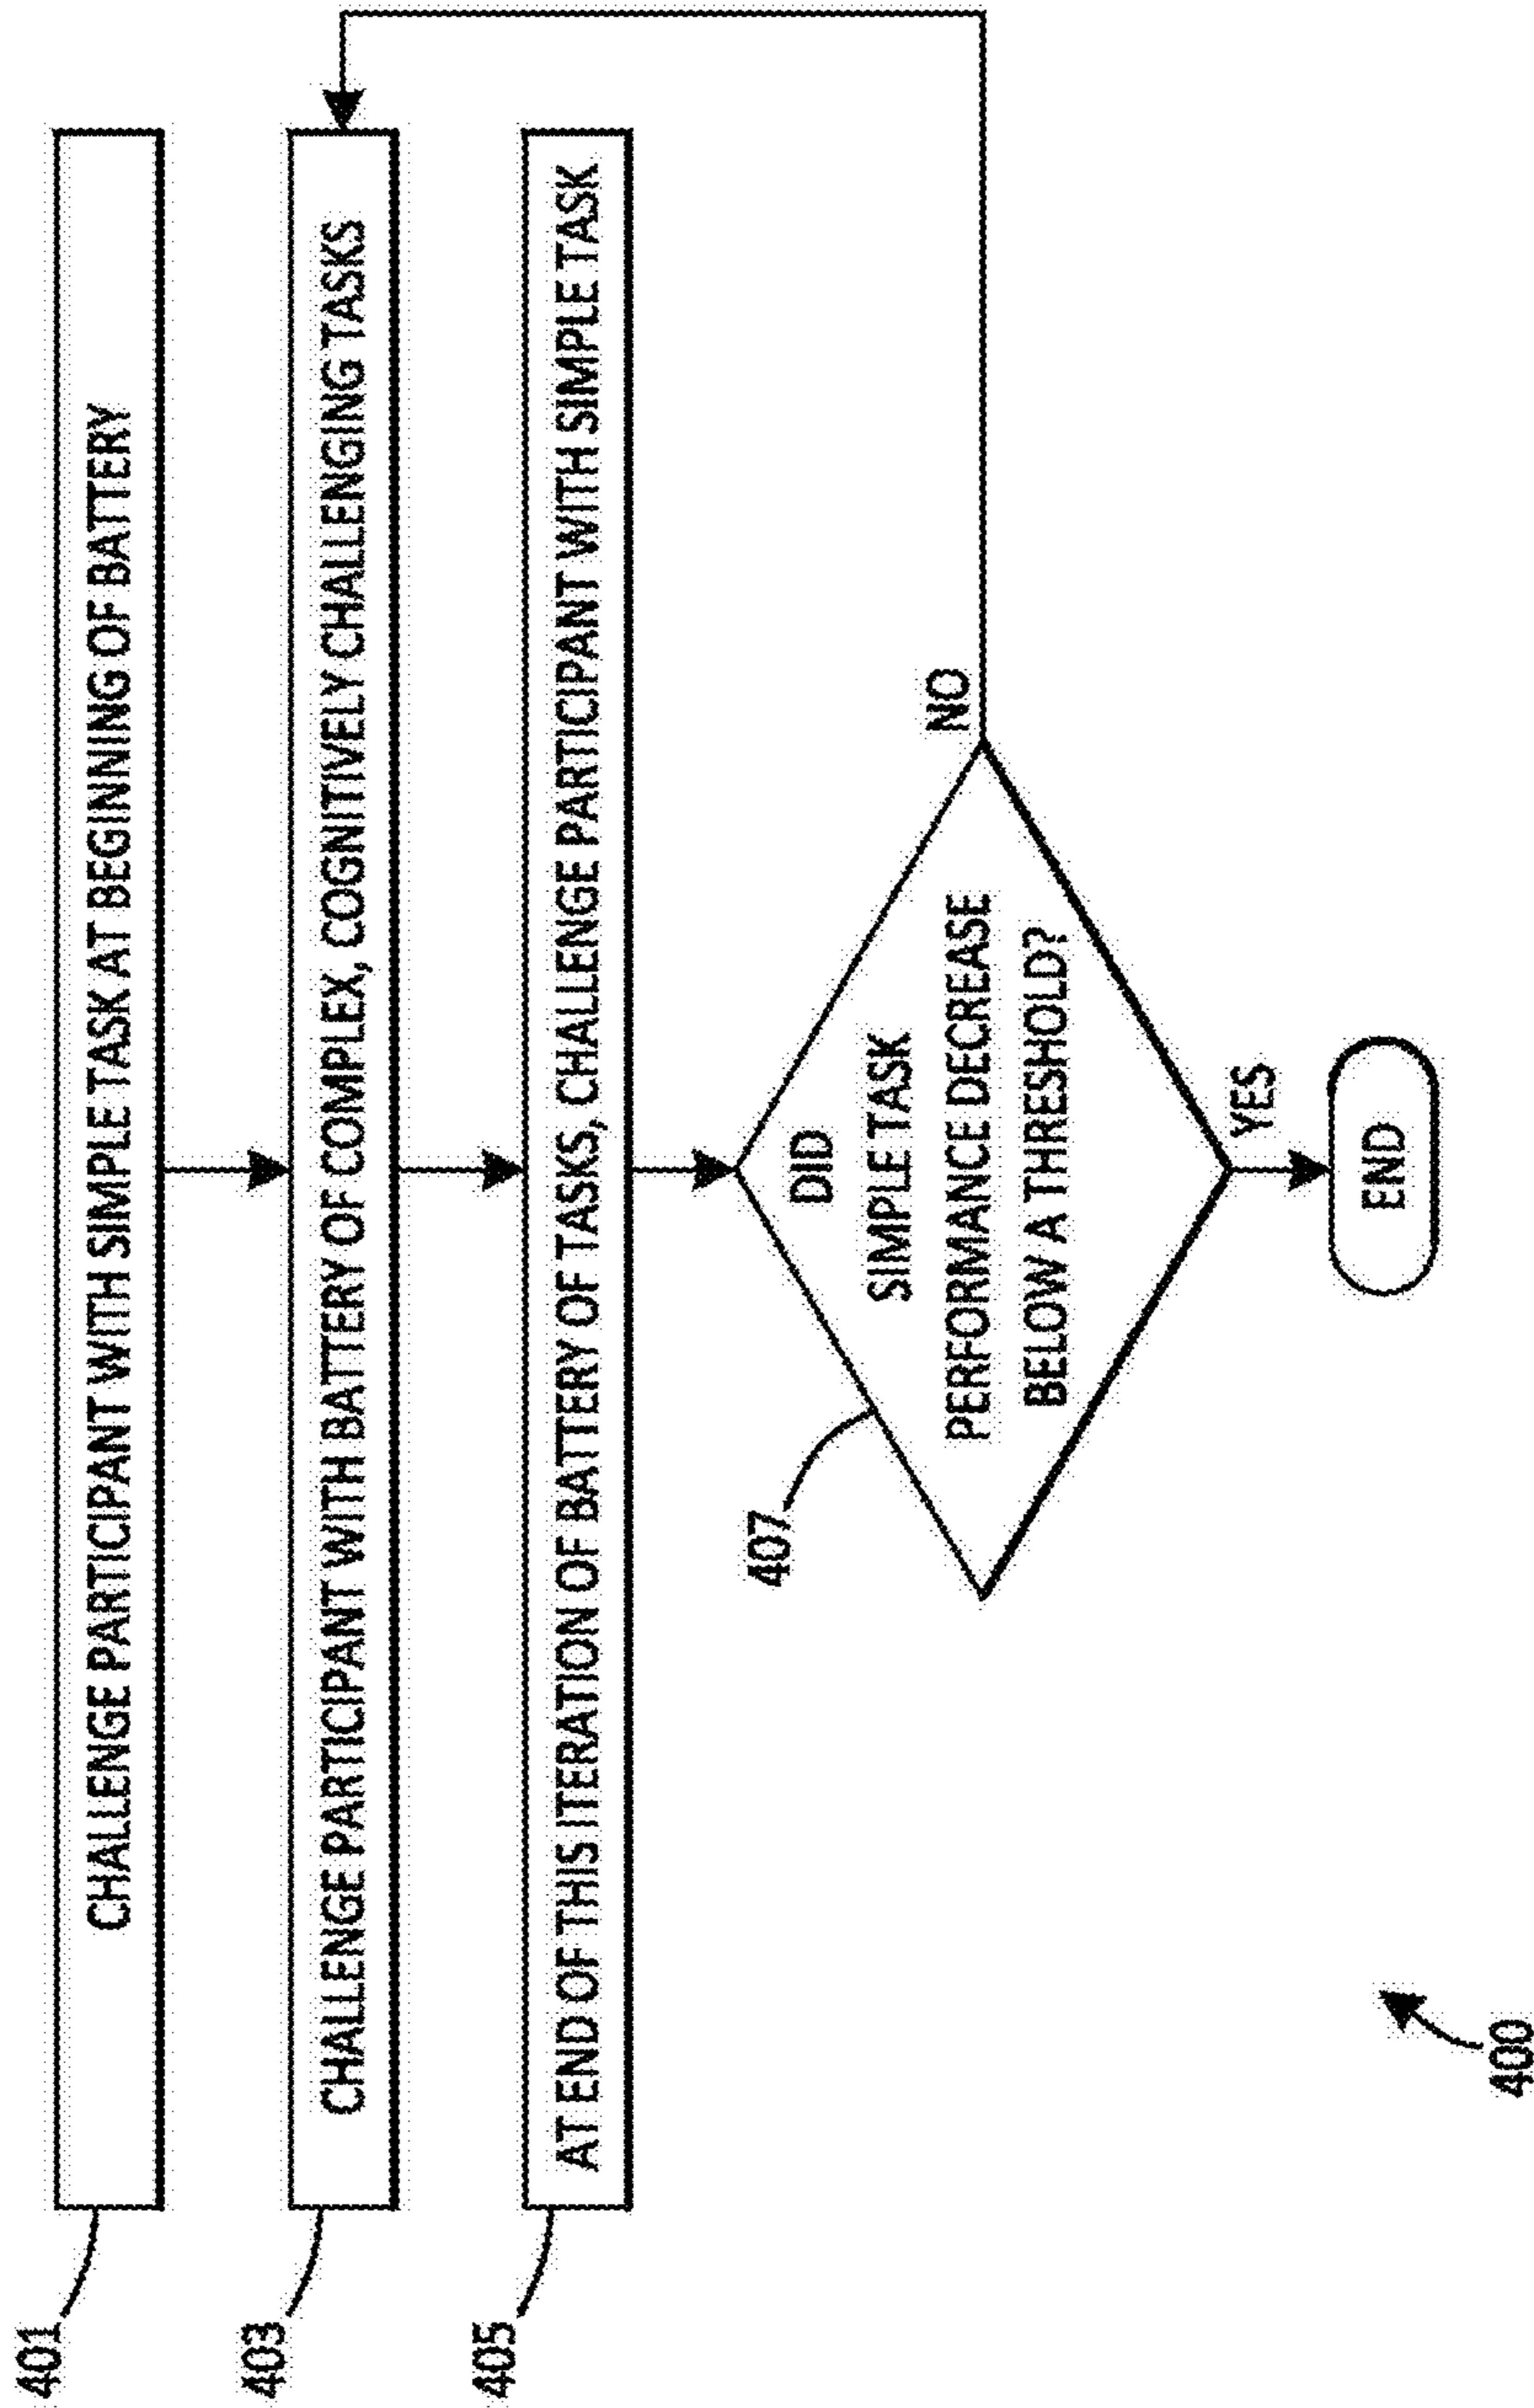 401
CHALLENGE PARTICIPANT WITH SIMPLE TASK AT BEGINNING OF BATTERY
403
CHALLENGE PARTICIPANT WITH BATTERY OF COMPLEX, COGNITIVELY CHALLENGING TASKS
405
AT END OF THIS ITERATION OF BATTERY OF TASKS, CHALLENGE PARTICIPANT WITH SIMPLE TASK
407
DID
SIMPLE TASK
PERFORMANCE DECREASE
BELOW A THRESHOLD?
NO
YES
END
400